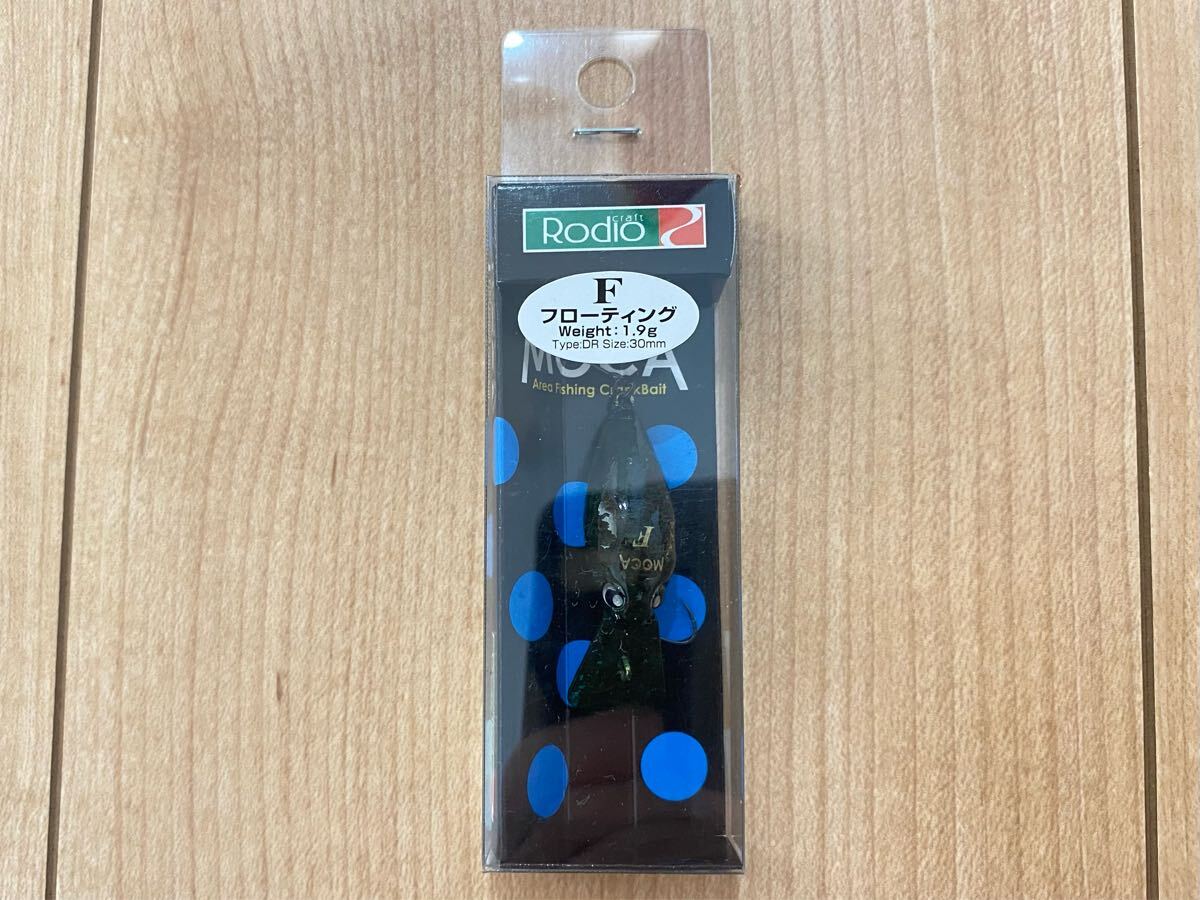 craft
Rodio
F
フローティング
Weight:1.9g
Type:DR Size:30mm
MOCA
Area Fishing CrankBait
F
MOCA